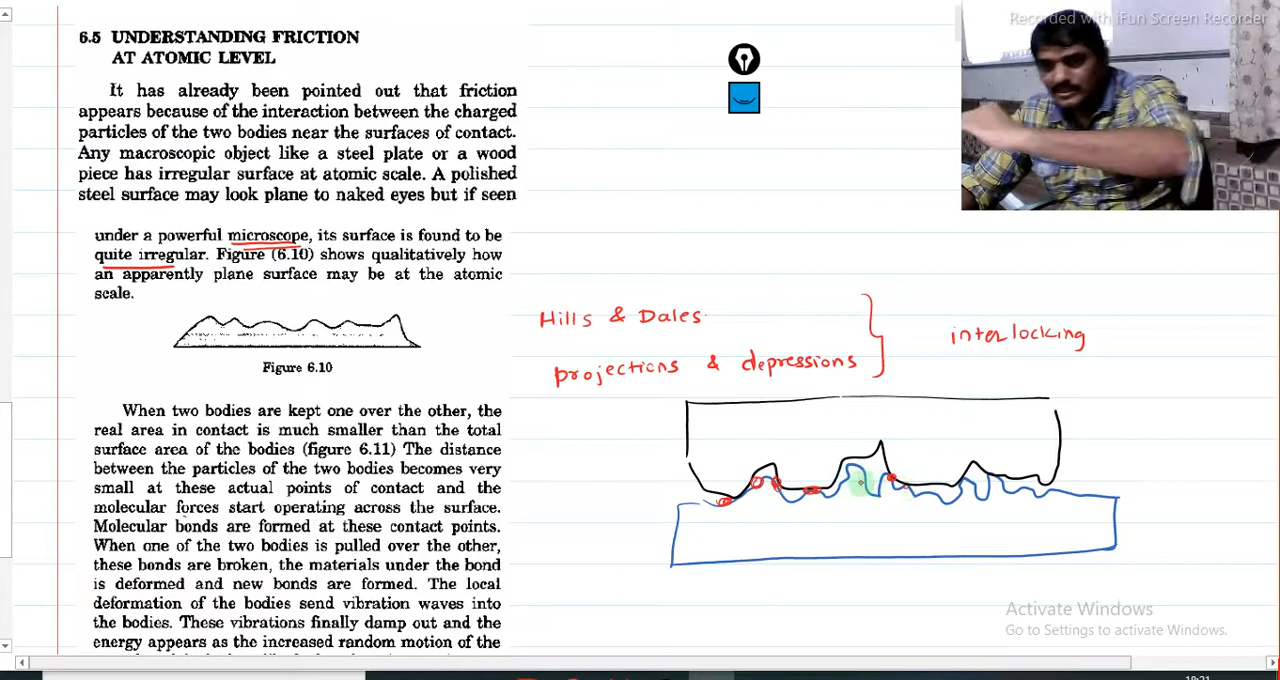 Recorded with iFun Screen Recorder
6.5 UNDERSTANDING FRICTION
AT ATOMIC LEVEL
It has already been pointed out that friction
appears because of the interaction between the charged
particles of the two bodies near the surfaces of contact.
Any macroscopic object like a steel plate or a wood
piece has irregular surface at atomic scale. A polished
steel surface may look plane to naked eyes but if seen
under a powerful microscope, its surface is found to be
quite irregular. Figure (6.10) shows qualitatively how
an apparently plane surface may be at the atomic
scale.
Figure 6.10
When two bodies are kept one over the other, the
real area in contact is much smaller than the total
surface area of the bodies (figure 6.11) The distance
between the particles of the two bodies becomes very
small at these actual points of contact and the
molecular forces start operating across the surface.
Molecular bonds are formed at these contact points.
When one of the two bodies is pulled over the other,
these bonds are broken, the materials under the bond
is deformed and new bonds are formed. The local
deformation of the bodies send vibration waves into
the bodies. These vibrations finally damp out and the
energy appears as the increased random motion of the
Hills & Dales
projections & depressions
interlocking
Activate Windows
Go to Settings to activate Windows.